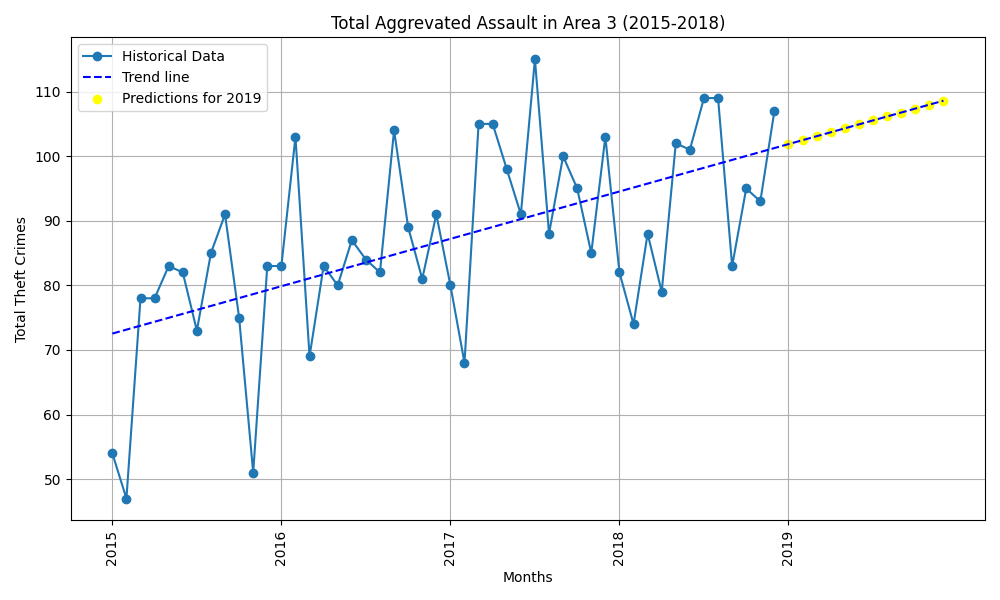 Total Aggrevated Assault in Area 3 (2015-2018)
Historical Data
Trend line
Predictions for 2019
Total Theft Crimes
110
100
90
80
70
60
50
2015
2016
2017
2018
2019
Months